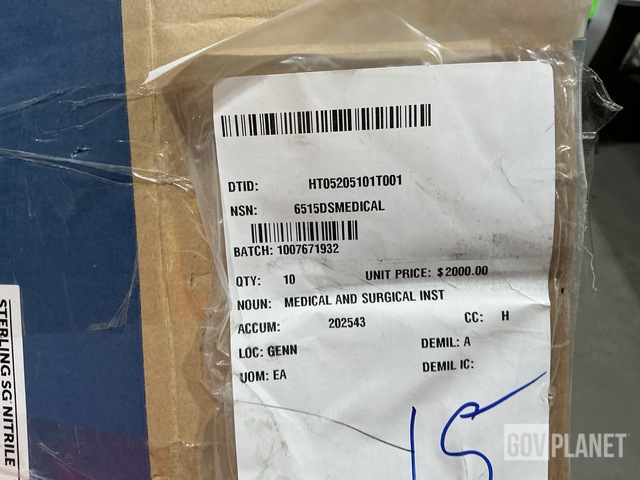 DTID: HT05205101T001
NSN: 6515DSMEDICAL
BATCH: 1007671932
QTY: 10 UNIT PRICE: $2000.00
NOUN: MEDICAL AND SURGICAL INST
ACCUM: 202543 CC: H
LOC: GENN DEMIL: A
UOM: EA DEMIL IC:
15
STERLING SG NITRILE
GOVPLANET